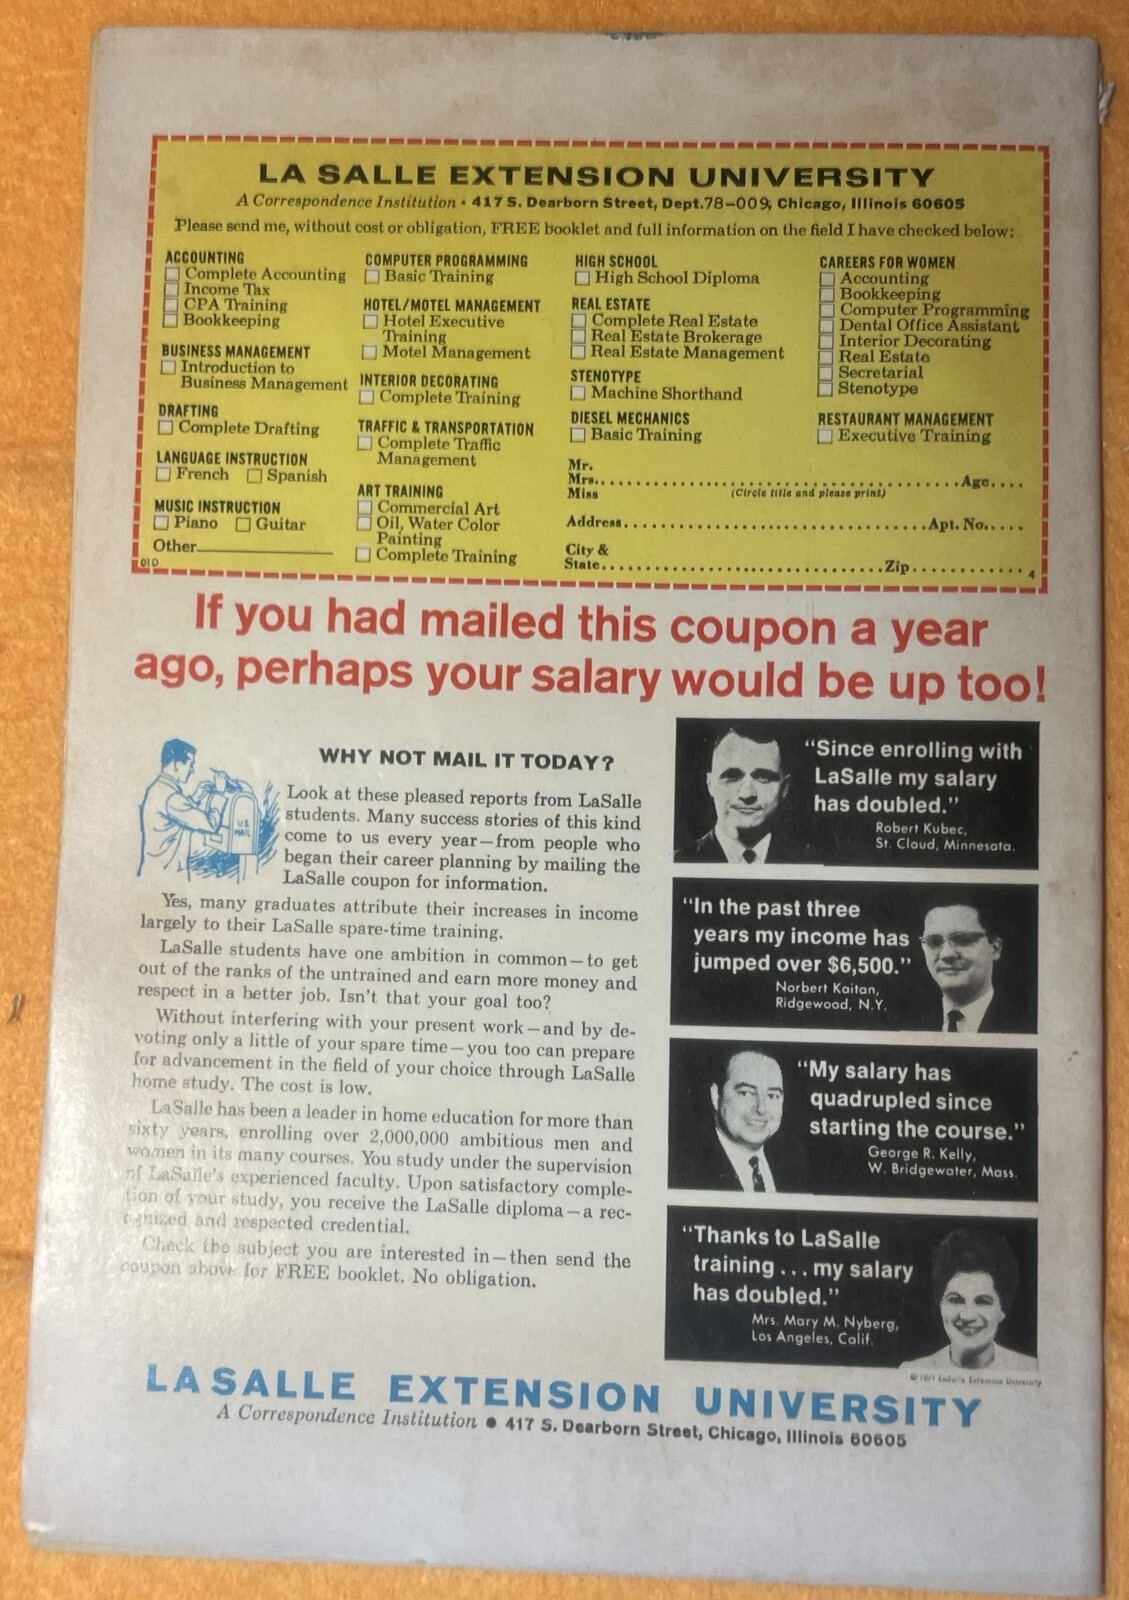 LA SALLE EXTENSION UNIVERSITY
A Correspondence Institution • 417 S. Dearborn Street, Dept.78-009, Chicago, Illinois 60605
Please send me, without cost or obligation, FREE booklet and full information on the field I have checked below:
ACCOUNTING
Complete Accounting
Income Tax
CPA Training
Bookkeeping
BUSINESS MANAGEMENT
Introduction to
Business Management
DRAFTING
Complete Drafting
LANGUAGE INSTRUCTION
French Spanish
MUSIC INSTRUCTION
Piano Guitar
Other
01D
COMPUTER PROGRAMMING
Basic Training
HOTEL/MOTEL MANAGEMENT
Hotel Executive
Training
Motel Management
INTERIOR DECORATING
Complete Training
TRAFFIC & TRANSPORTATION
Complete Traffic
Management
ART TRAINING
Commercial Art
Oil, Water Color
Painting
Complete Training
HIGH SCHOOL
High School Diploma
REAL ESTATE
Complete Real Estate
Real Estate Brokerage
Real Estate Management
STENOTYPE
Machine Shorthand
DIESEL MECHANICS
Basic Training
CAREERS FOR WOMEN
Accounting
Bookkeeping
Computer Programming
Dental Office Assistant
Interior Decorating
Real Estate
Secretarial
Stenotype
RESTAURANT MANAGEMENT
Executive Training
Mr.
Mrs. Age
Miss (Circle title and please print)
Address Apt. No.
City &
State Zip 4
If you had mailed this coupon a year
ago, perhaps your salary would be up too!
WHY NOT MAIL IT TODAY?
U.S.
MAIL
Look at these pleased reports from LaSalle
students. Many success stories of this kind
come to us every year—from people who
began their career planning by mailing the
LaSalle coupon for information.
Yes, many graduates attribute their increases in income
largely to their LaSalle spare-time training.
LaSalle students have one ambition in common—to get
out of the ranks of the untrained and earn more money and
respect in a better job. Isn't that your goal too?
Without interfering with your present work—and by de-
voting only a little of your spare time—you too can prepare
for advancement in the field of your choice through LaSalle
home study. The cost is low.
LaSalle has been a leader in home education for more than
sixty years, enrolling over 2,000,000 ambitious men and
women in its many courses. You study under the supervision
of LaSalle's experienced faculty. Upon satisfactory comple-
tion of your study, you receive the LaSalle diploma—a rec-
ognized and respected credential.
Check the subject you are interested in—then send the
coupon above for FREE booklet. No obligation.
"Since enrolling with
LaSalle my salary
has doubled."
Robert Kubec,
St. Cloud, Minnesota.
"In the past three
years my income has
jumped over $6,500."
Norbert Kaitan,
Ridgewood, N.Y.
"My salary has
quadrupled since
starting the course."
George R. Kelly,
W. Bridgewater, Mass.
"Thanks to LaSalle
training ... my salary
has doubled."
Mrs. Mary M. Nyberg,
Los Angeles, Calif.
© 1971 LaSalle Extension University
LA SALLE EXTENSION UNIVERSITY
A Correspondence Institution • 417 S. Dearborn Street, Chicago, Illinois 60605